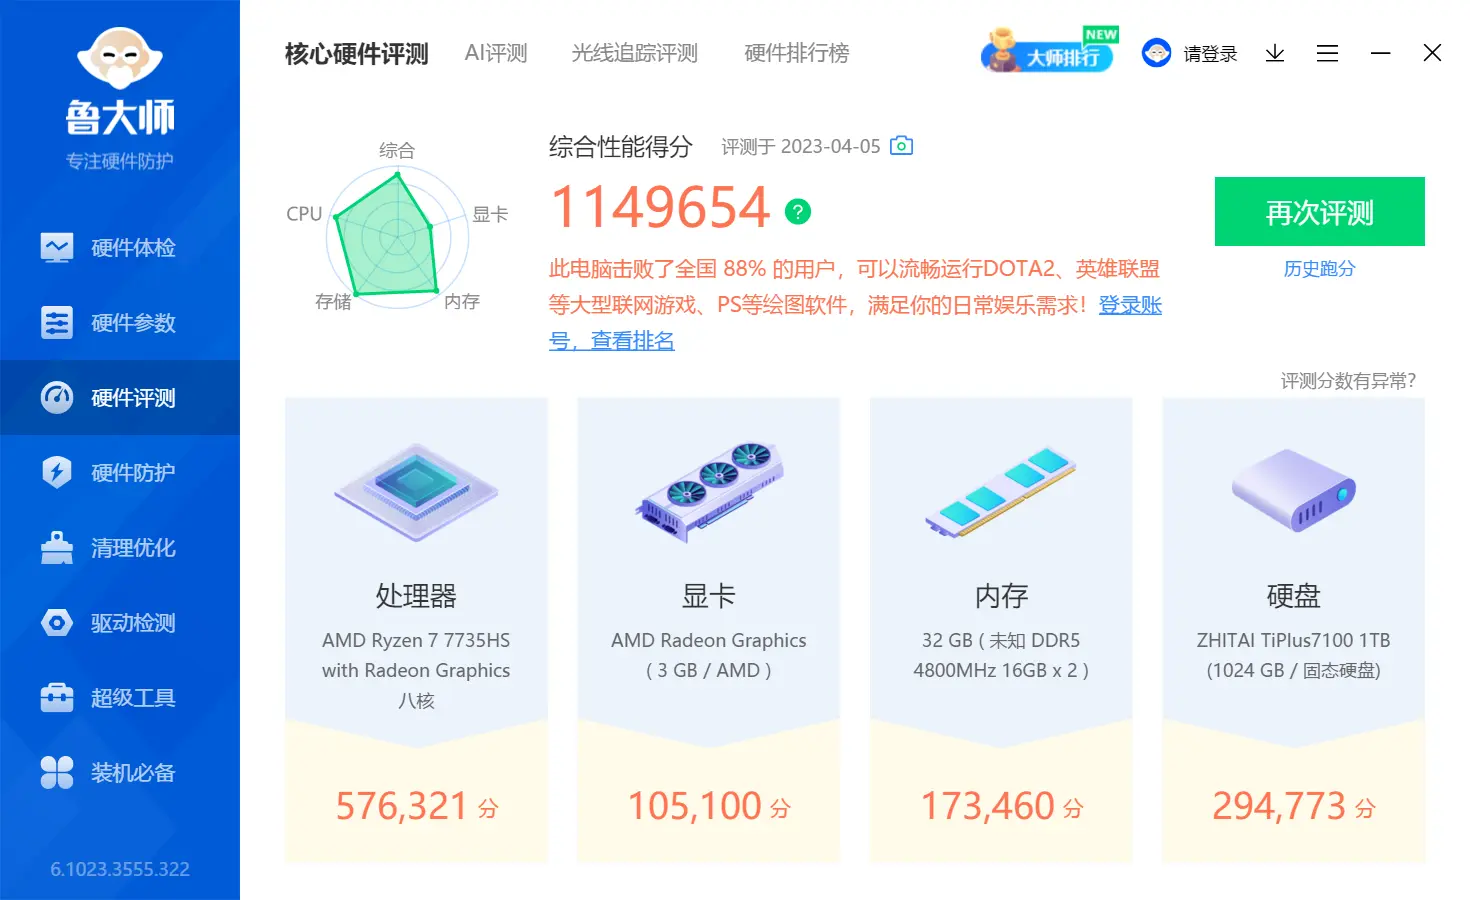 鲁大师
专注硬件防护
硬件体检
硬件参数
硬件评测
硬件防护
清理优化
驱动检测
超级工具
装机必备
6.1023.3555.322
核心硬件评测 AI评测 光线追踪评测 硬件排行榜
大师排行 NEW 请登录
综合
显卡
内存
存储
CPU
综合性能得分 评测于 2023-04-05
1149654 ?
此电脑击败了全国 88% 的用户，可以流畅运行DOTA2、英雄联盟
等大型联网游戏、PS等绘图软件，满足你的日常娱乐需求！登录账
号，查看排名
再次评测
历史跑分
评测分数有异常?
处理器
AMD Ryzen 7 7735HS
with Radeon Graphics
八核
576,321 分
显卡
AMD Radeon Graphics
( 3 GB / AMD )
105,100 分
内存
32 GB ( 未知 DDR5
4800MHz 16GB x 2 )
173,460 分
硬盘
ZHITAI TiPlus7100 1TB
(1024 GB / 固态硬盘)
294,773 分